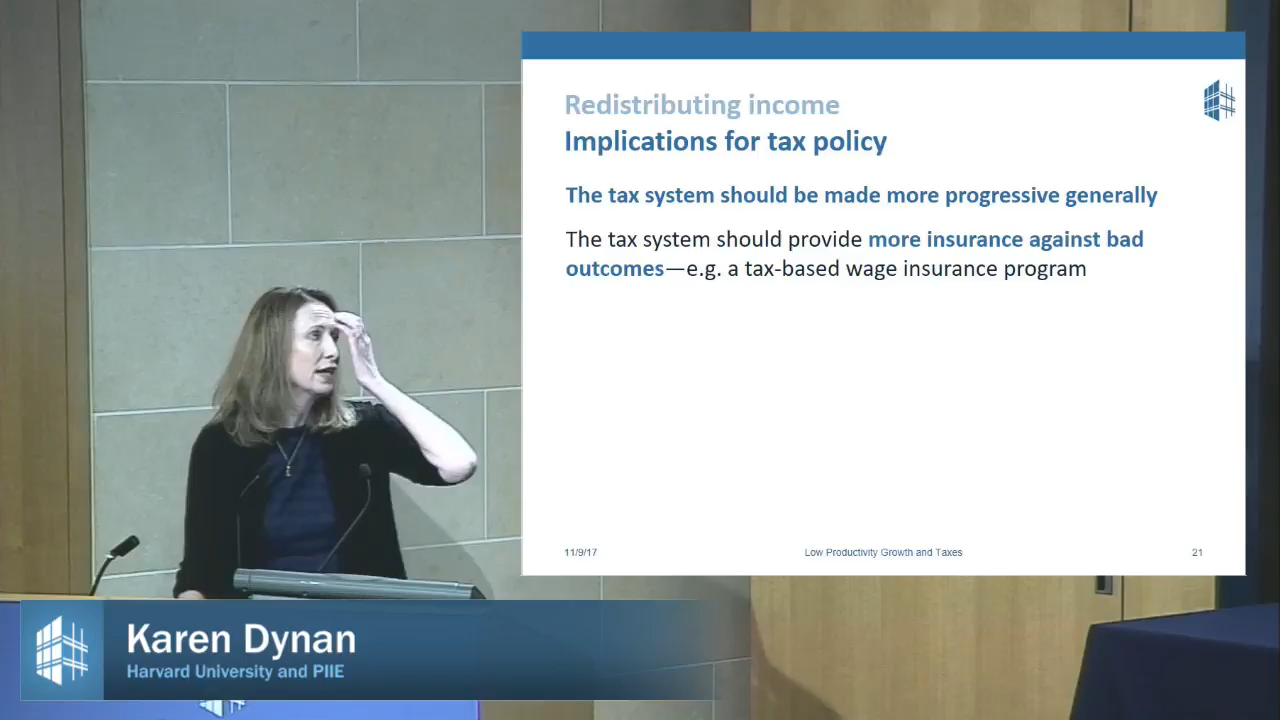 Redistributing income
Implications for tax policy
The tax system should be made more progressive generally
The tax system should provide more insurance against bad
outcomes—e.g. a tax-based wage insurance program
11/9/17
Low Productivity Growth and Taxes
21
Karen Dynan
Harvard University and PIIE